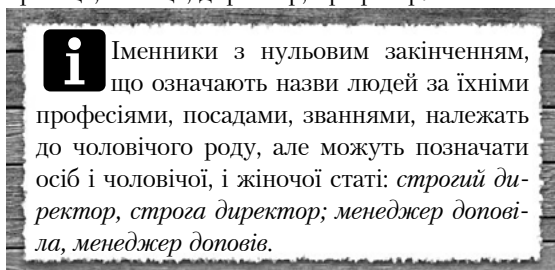 Іменники з нульовим закінченням,
що означають назви людей за їхніми
професіями, посадами, званнями, належать
до чоловічого роду, але можуть позначати
осіб і чоловічої, і жіночої статі: строгий ди-
ректор, строга директор; менеджер допові-
ла, менеджер доповів.